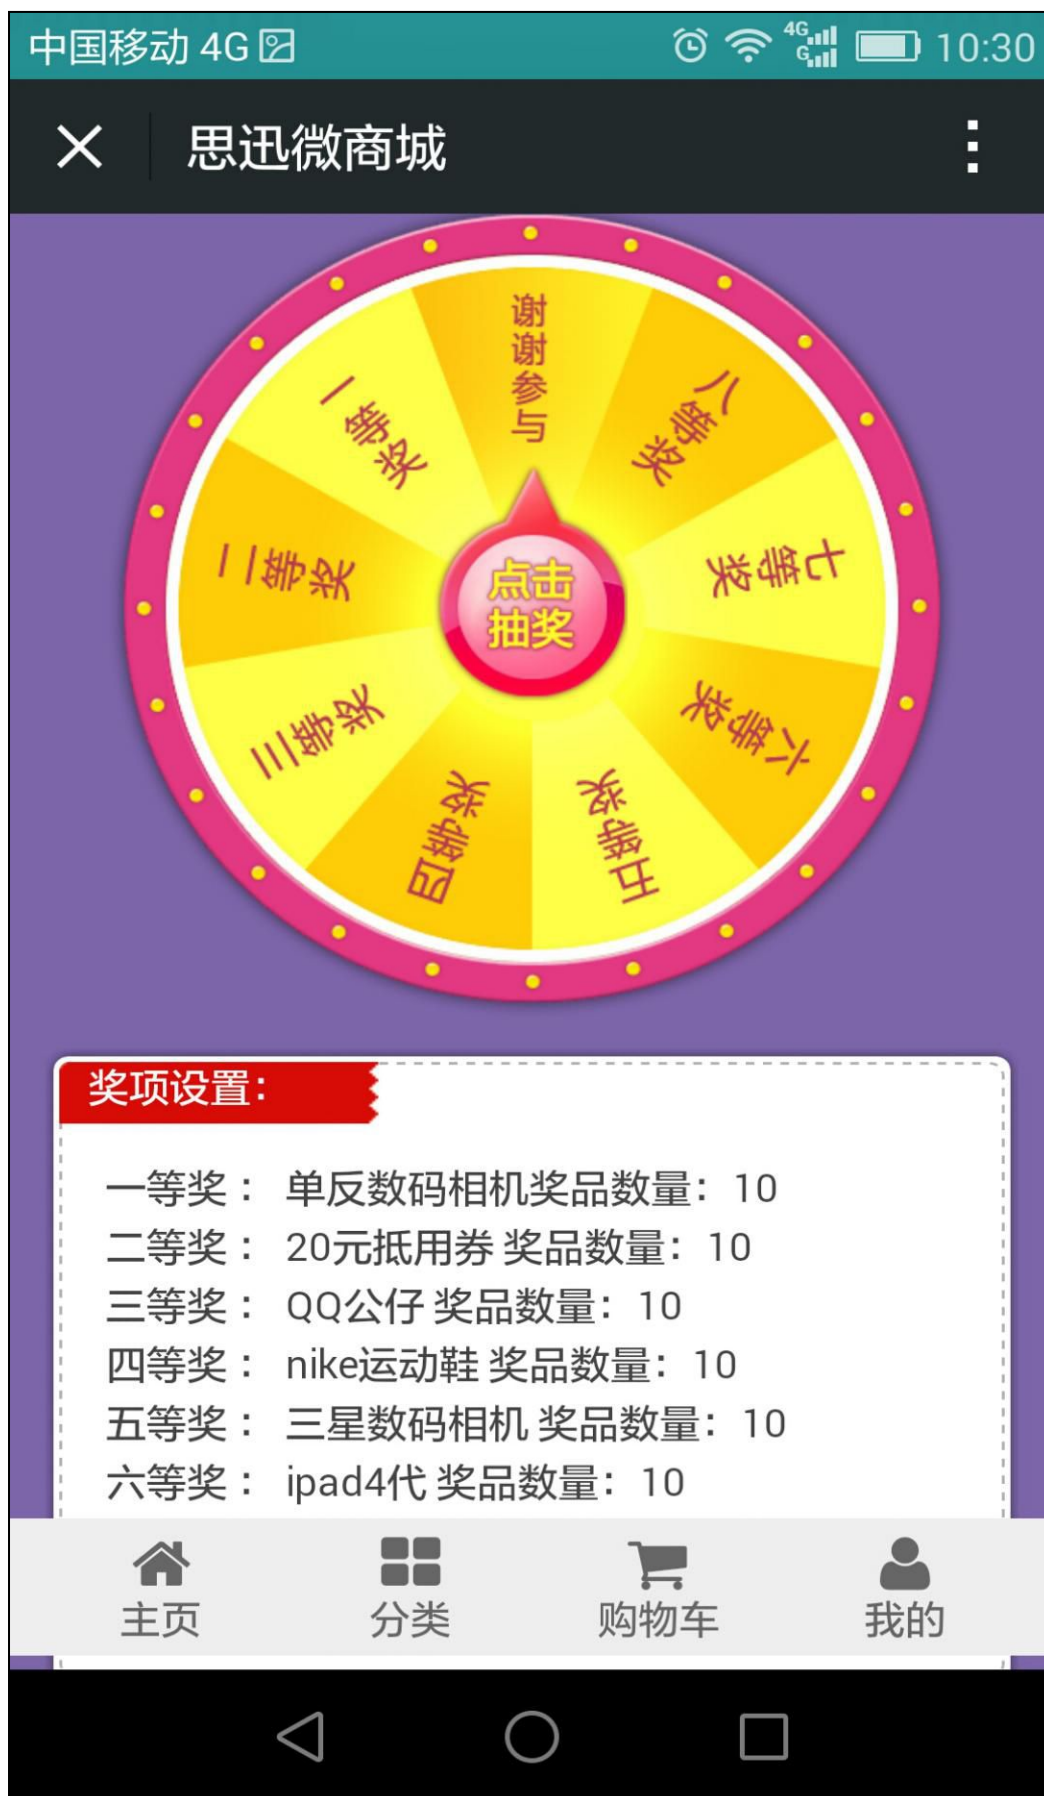 中国移动 4G 4G G 10:30
思迅微商城
谢谢参与
八等奖
七等奖
六等奖
五等奖
四等奖
三等奖
二等奖
一等奖
点击
抽奖
奖项设置：
一等奖： 单反数码相机奖品数量：10
二等奖： 20元抵用券 奖品数量：10
三等奖： QQ公仔 奖品数量：10
四等奖： nike运动鞋 奖品数量：10
五等奖： 三星数码相机 奖品数量：10
六等奖： ipad4代 奖品数量：10
主页 分类 购物车 我的